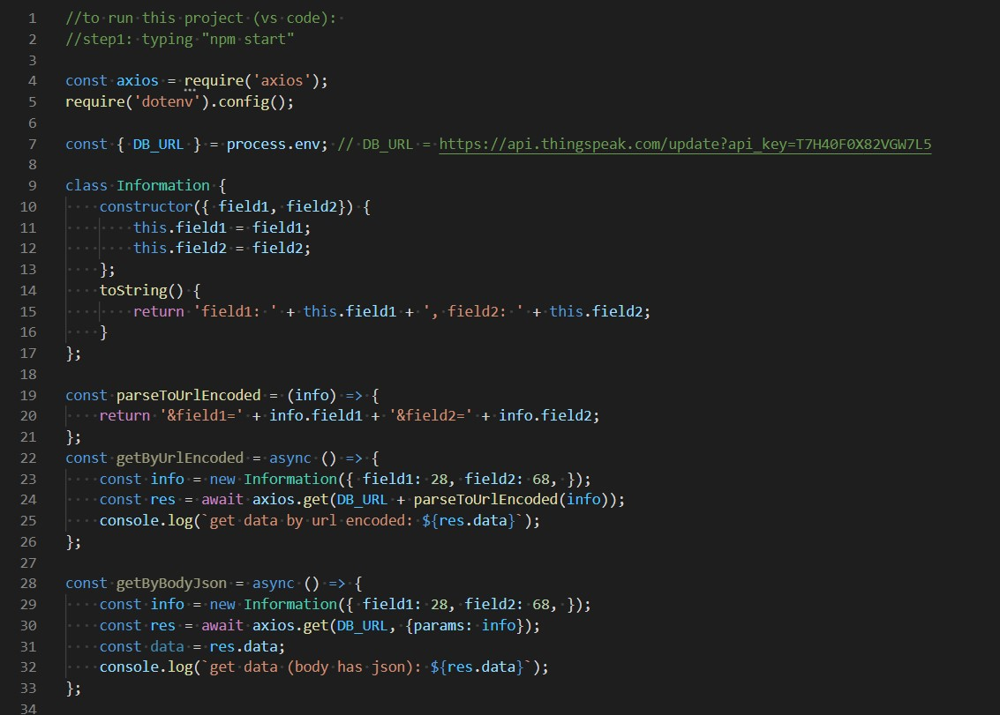 1 //to run this project (vs code):
2 //step1: typing "npm start"
3
4 const axios = require('axios');
5 require('dotenv').config();
6
7 const { DB_URL } = process.env; // DB_URL = https://api.thingspeak.com/update?api_key=T7H40F0X82VGW7L5
8
9 class Information {
10 constructor({ field1, field2}) {
11 this.field1 = field1;
12 this.field2 = field2;
13 };
14 toString() {
15 return 'field1: ' + this.field1 + ', field2: ' + this.field2;
16 }
17 };
18
19 const parseToUrlEncoded = (info) => {
20 return '&field1=' + info.field1 + '&field2=' + info.field2;
21 };
22 const getByUrlEncoded = async () => {
23 const info = new Information({ field1: 28, field2: 68, });
24 const res = await axios.get(DB_URL + parseToUrlEncoded(info));
25 console.log(`get data by url encoded: ${res.data}`);
26 };
27
28 const getByBodyJson = async () => {
29 const info = new Information({ field1: 28, field2: 68, });
30 const res = await axios.get(DB_URL, {params: info});
31 const data = res.data;
32 console.log(`get data (body has json): ${res.data}`);
33 };
34